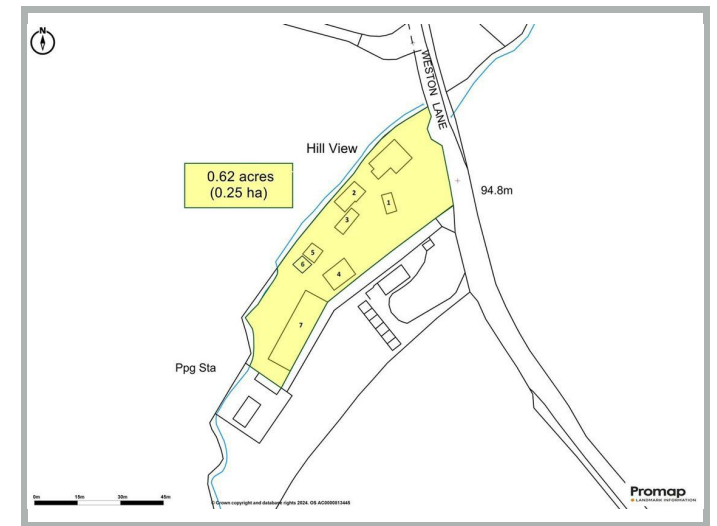 N
WESTON LANE
Hill View
0.62 acres
(0.25 ha)
94.8m
2
1
3
5
6
4
7
Ppg Sta
0m 15m 30m 45m
© Crown copyright and database rights 2024. OS AC0000813445
Promap
LANDMARK INFORMATION